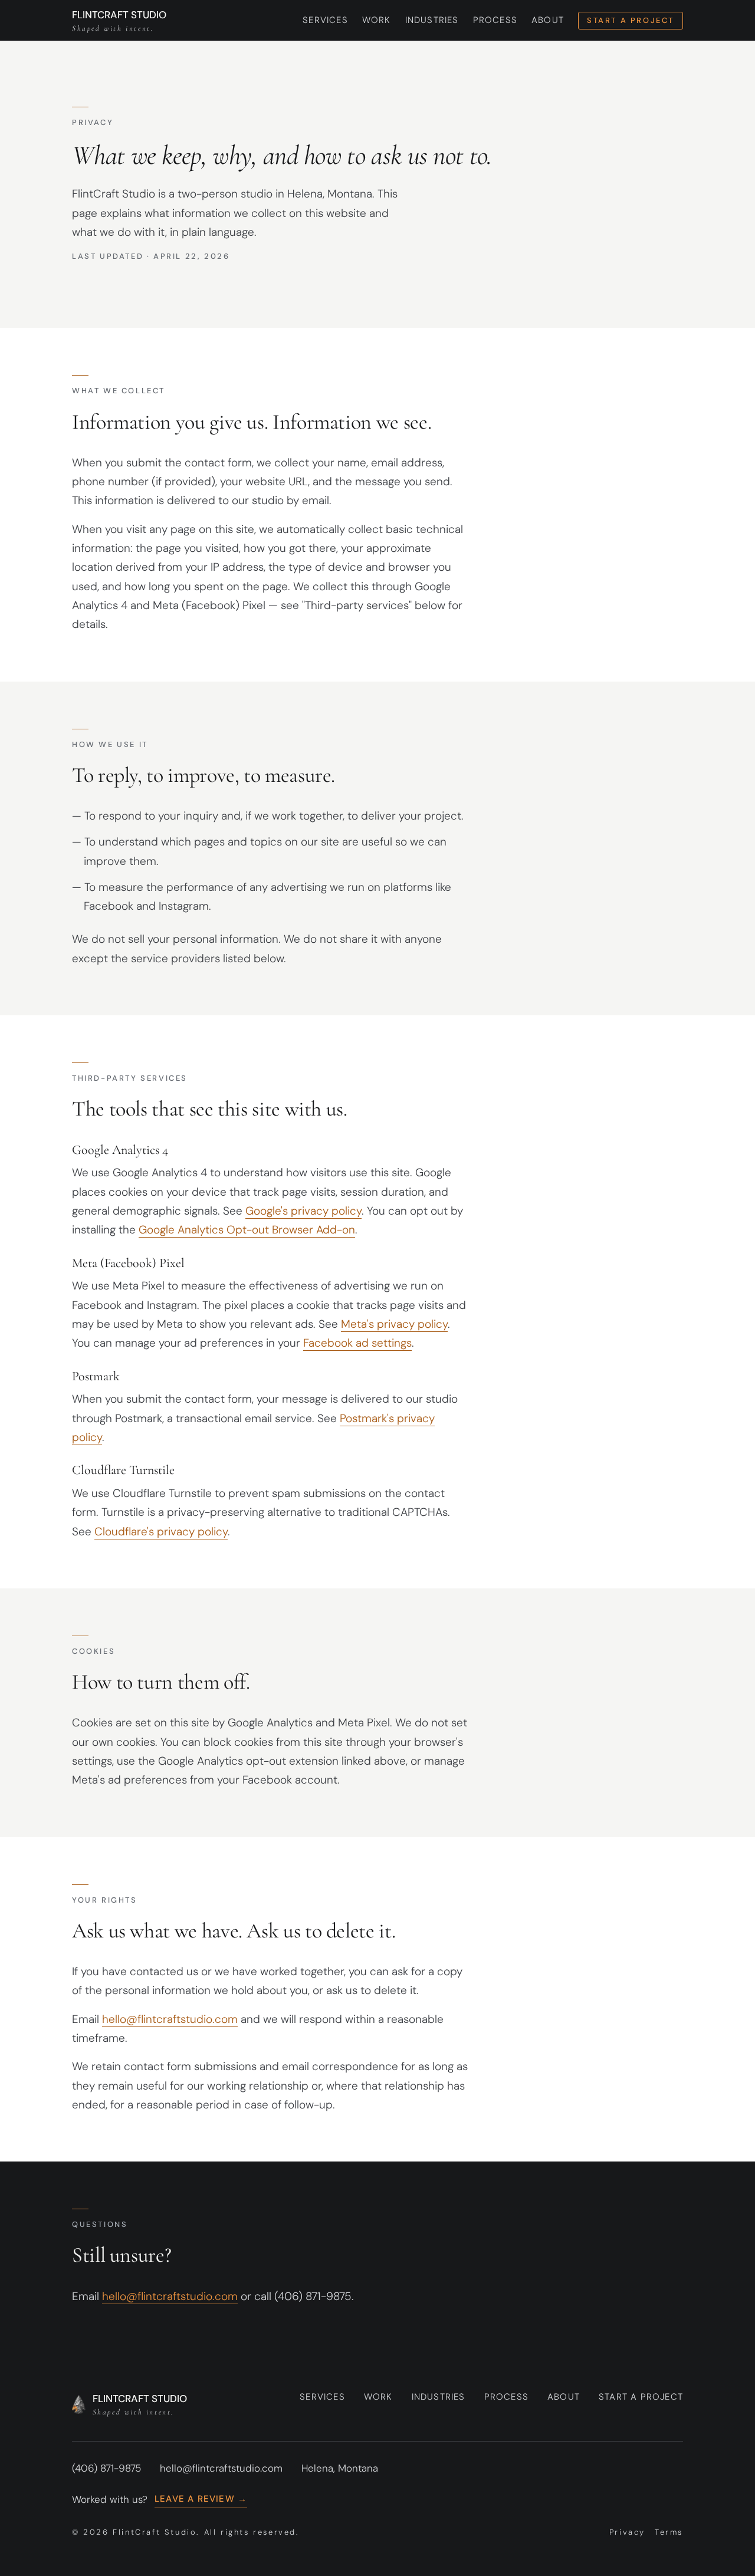 FLINTCRAFT STUDIO
Shaped with intent.
SERVICES WORK INDUSTRIES PROCESS ABOUT START A PROJECT
PRIVACY
What we keep, why, and how to ask us not to.
FlintCraft Studio is a two-person studio in Helena, Montana. This
page explains what information we collect on this website and
what we do with it, in plain language.
LAST UPDATED · APRIL 22, 2026
WHAT WE COLLECT
Information you give us. Information we see.
When you submit the contact form, we collect your name, email address,
phone number (if provided), your website URL, and the message you send.
This information is delivered to our studio by email.
When you visit any page on this site, we automatically collect basic technical
information: the page you visited, how you got there, your approximate
location derived from your IP address, the type of device and browser you
used, and how long you spent on the page. We collect this through Google
Analytics 4 and Meta (Facebook) Pixel — see "Third-party services" below for
details.
HOW WE USE IT
To reply, to improve, to measure.
— To respond to your inquiry and, if we work together, to deliver your project.
— To understand which pages and topics on our site are useful so we can
improve them.
— To measure the performance of any advertising we run on platforms like
Facebook and Instagram.
We do not sell your personal information. We do not share it with anyone
except the service providers listed below.
THIRD-PARTY SERVICES
The tools that see this site with us.
Google Analytics 4
We use Google Analytics 4 to understand how visitors use this site. Google
places cookies on your device that track page visits, session duration, and
general demographic signals. See Google's privacy policy. You can opt out by
installing the Google Analytics Opt-out Browser Add-on.
Meta (Facebook) Pixel
We use Meta Pixel to measure the effectiveness of advertising we run on
Facebook and Instagram. The pixel places a cookie that tracks page visits and
may be used by Meta to show you relevant ads. See Meta's privacy policy.
You can manage your ad preferences in your Facebook ad settings.
Postmark
When you submit the contact form, your message is delivered to our studio
through Postmark, a transactional email service. See Postmark's privacy
policy.
Cloudflare Turnstile
We use Cloudflare Turnstile to prevent spam submissions on the contact
form. Turnstile is a privacy-preserving alternative to traditional CAPTCHAs.
See Cloudflare's privacy policy.
COOKIES
How to turn them off.
Cookies are set on this site by Google Analytics and Meta Pixel. We do not set
our own cookies. You can block cookies from this site through your browser's
settings, use the Google Analytics opt-out extension linked above, or manage
Meta's ad preferences from your Facebook account.
YOUR RIGHTS
Ask us what we have. Ask us to delete it.
If you have contacted us or we have worked together, you can ask for a copy
of the personal information we hold about you, or ask us to delete it.
Email hello@flintcraftstudio.com and we will respond within a reasonable
timeframe.
We retain contact form submissions and email correspondence for as long as
they remain useful for our working relationship or, where that relationship has
ended, for a reasonable period in case of follow-up.
QUESTIONS
Still unsure?
Email hello@flintcraftstudio.com or call (406) 871-9875.
FLINTCRAFT STUDIO
Shaped with intent.
SERVICES WORK INDUSTRIES PROCESS ABOUT START A PROJECT
(406) 871-9875 hello@flintcraftstudio.com Helena, Montana
Worked with us? LEAVE A REVIEW →
© 2026 FlintCraft Studio. All rights reserved. Privacy Terms